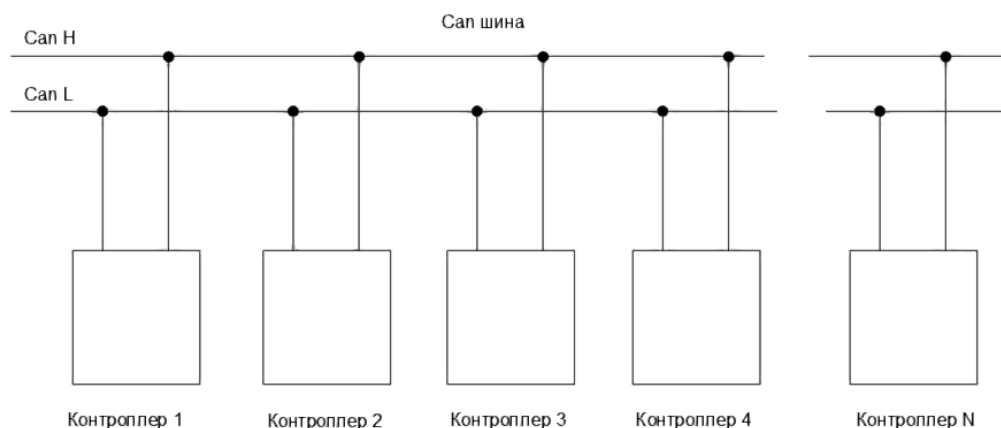 Can шина
Can H
Can L
Контроллер 1
Контроллер 2
Контроллер 3
Контроллер 4
Контроллер N